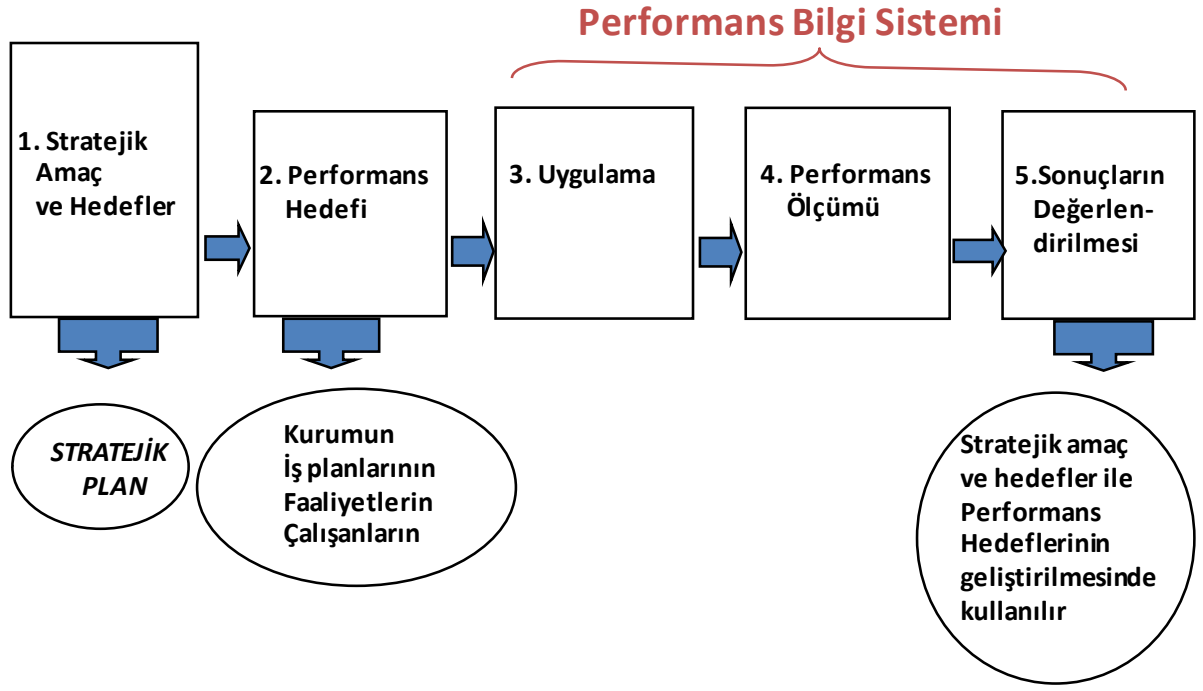 Performans Bilgi Sistemi
1. Stratejik
Amaç
ve Hedefler
2. Performans
Hedefi
3. Uygulama
4. Performans
Ölçümü
5.Sonuçların
Değerlen-
dirilmesi
STRATEJİK
PLAN
Kurumun
İş planlarının
Faaliyetlerin
Çalışanların
Stratejik amaç
ve hedefler ile
Performans
Hedeflerinin
geliştirilmesinde
kullanılır